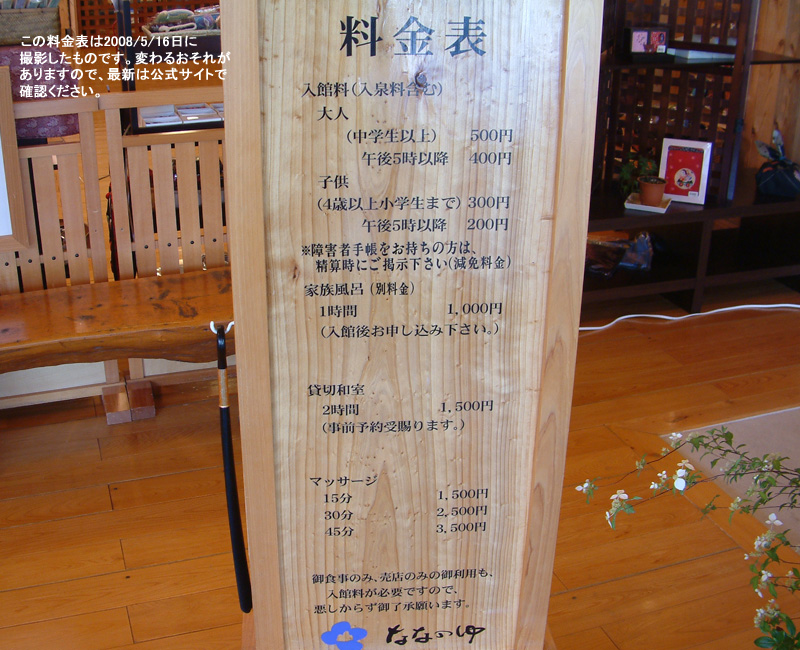 この料金表は2008/5/16日に
撮影したものです。変わるおそれが
ありますので、最新は公式サイトで
確認ください。
料金表
入館料(入泉料含む)
大人
(中学生以上) 500円
午後5時以降 400円
子供
(4歳以上小学生まで) 300円
午後5時以降 200円
※障害者手帳をお持ちの方は、
精算時にご掲示下さい(減免料金)
家族風呂(別料金)
1時間 1,000円
(入館後お申し込み下さい。)
貸切和室
2時間 1,500円
(事前予約受賜ります。)
マッサージ
15分 1,500円
30分 2,500円
45分 3,500円
御食事のみ、売店のみの御利用も、
入館料が必要ですので、
悪しからず御了承願います。
なな乃湯